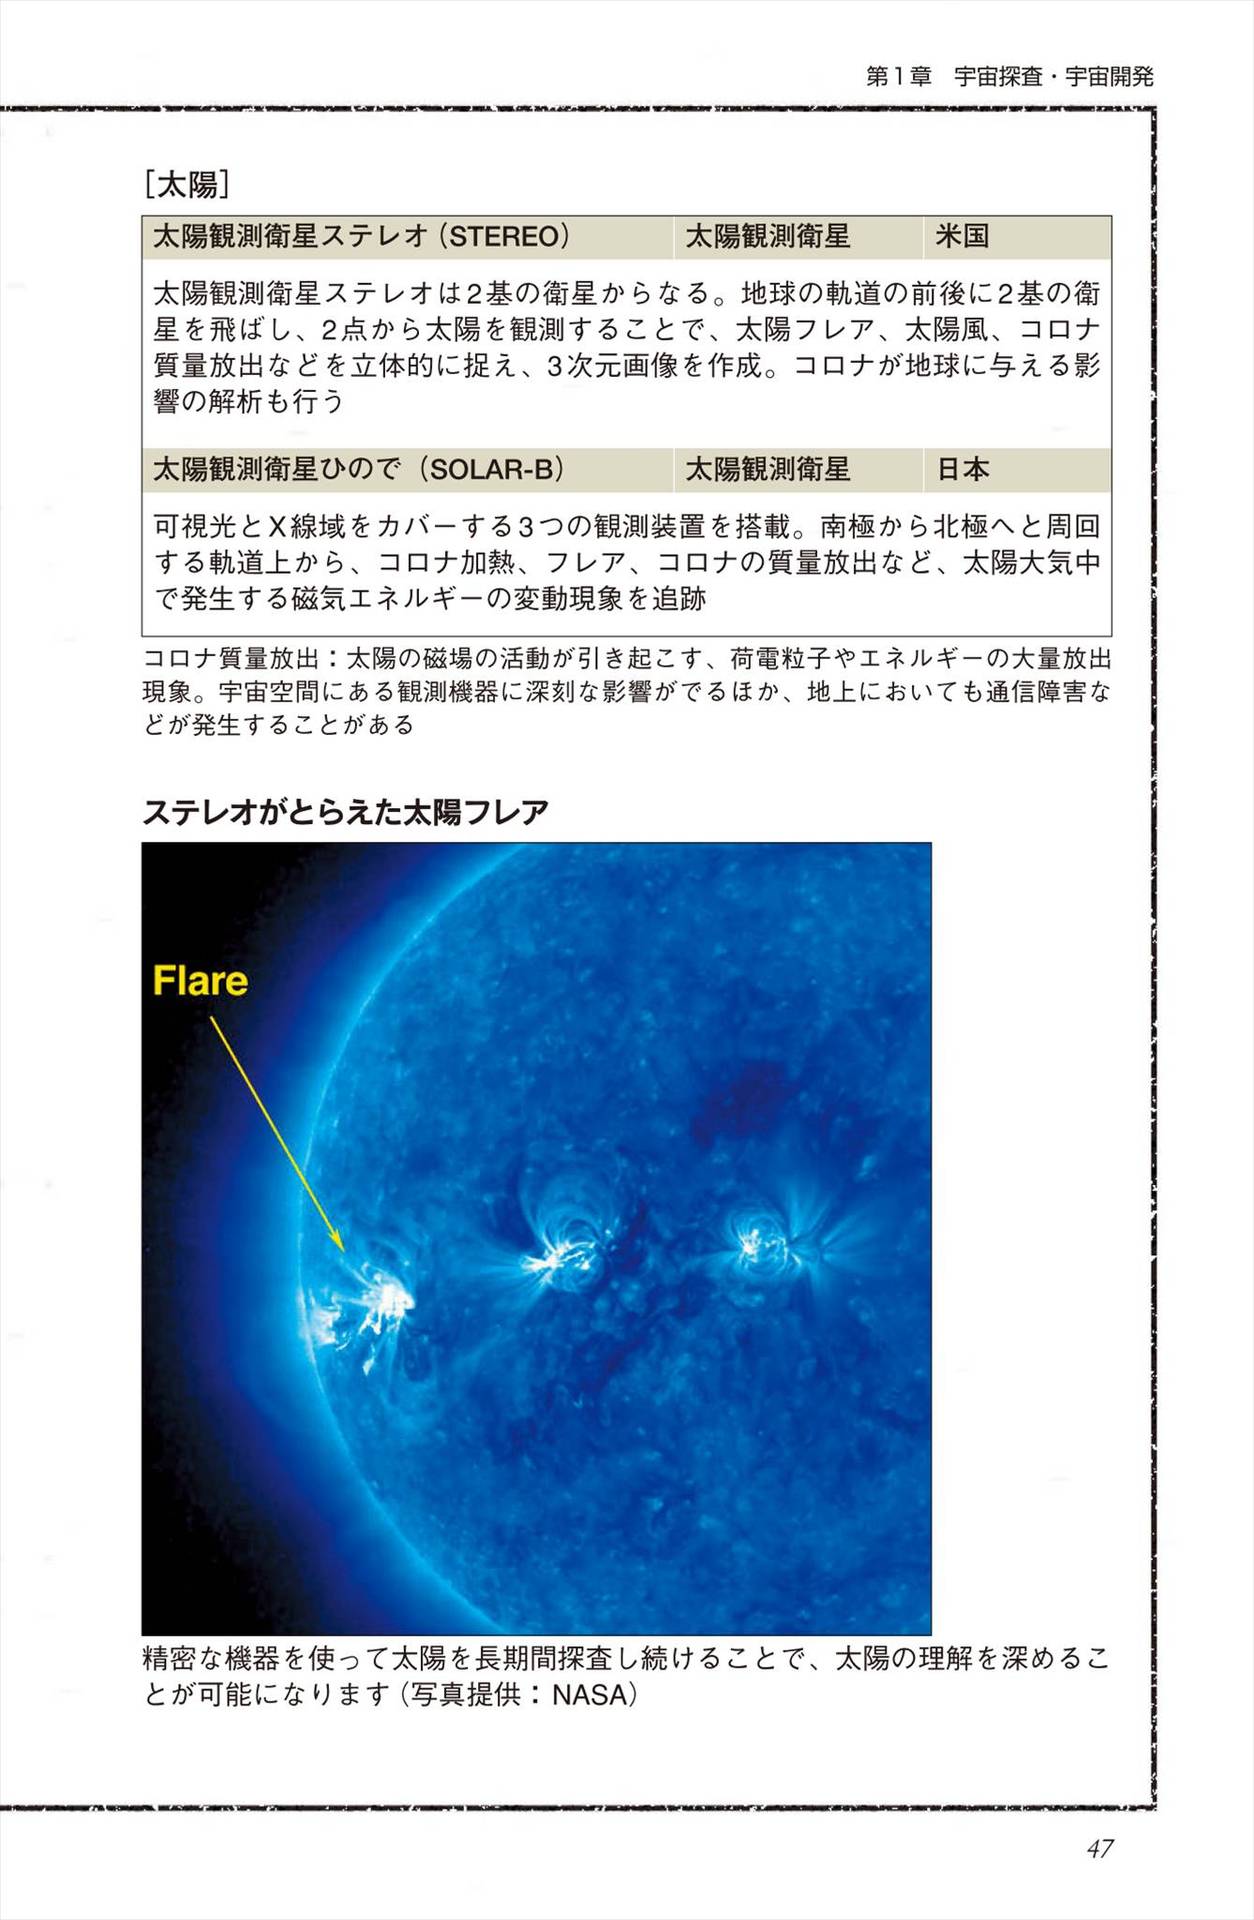 第1章　宇宙探査・宇宙開発
［太陽］
太陽観測衛星ステレオ（STEREO）　太陽観測衛星　米国
太陽観測衛星ステレオは2基の衛星からなる。地球の軌道の前後に2基の衛
星を飛ばし、2点から太陽を観測することで、太陽フレア、太陽風、コロナ
質量放出などを立体的に捉え、3次元画像を作成。コロナが地球に与える影
響の解析も行う
太陽観測衛星ひので（SOLAR-B）　太陽観測衛星　日本
可視光とX線域をカバーする3つの観測装置を搭載。南極から北極へと周回
する軌道上から、コロナ加熱、フレア、コロナの質量放出など、太陽大気中
で発生する磁気エネルギーの変動現象を追跡
コロナ質量放出：太陽の磁場の活動が引き起こす、荷電粒子やエネルギーの大量放出
現象。宇宙空間にある観測機器に深刻な影響がでるほか、地上においても通信障害な
どが発生することがある
ステレオがとらえた太陽フレア
Flare
精密な機器を使って太陽を長期間探査し続けることで、太陽の理解を深めるこ
とが可能になります（写真提供：NASA）
47